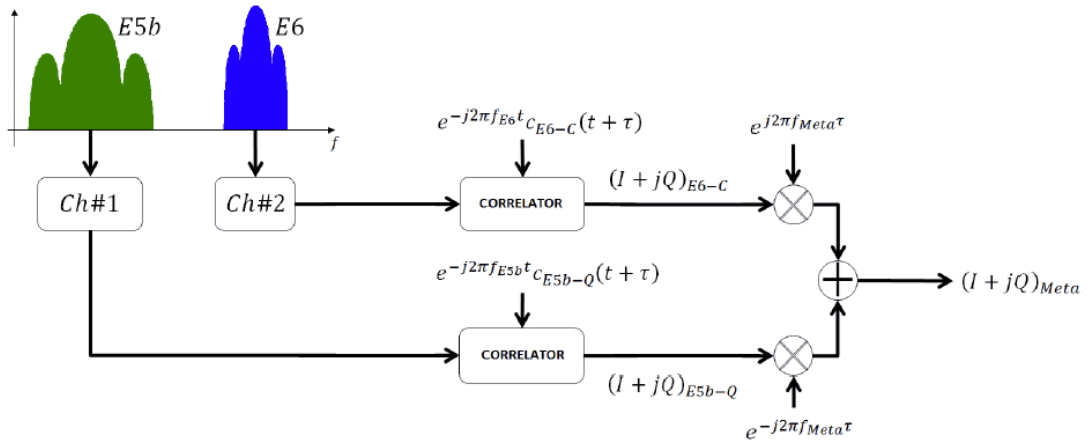 E5b
E6
f
e^{-j2πf_{E6}t}c_{E6-C}(t + τ)
e^{j2πf_{Meta}τ}
Ch#1
Ch#2
CORRELATOR
(I + jQ)_{E6-C}
e^{-j2πf_{E5b}t}c_{E5b-Q}(t + τ)
(I + jQ)_{Meta}
CORRELATOR
(I + jQ)_{E5b-Q}
e^{-j2πf_{Meta}τ}